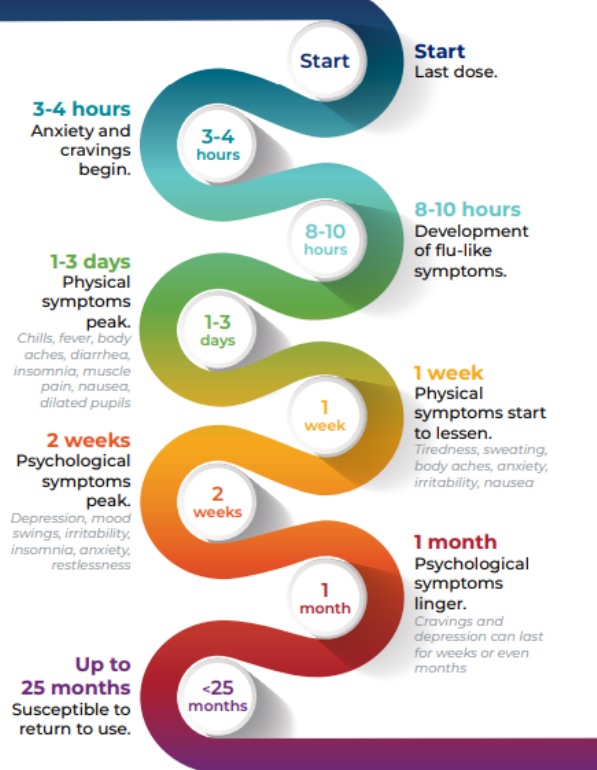 Start
Start
Last dose.
3-4 hours
Anxiety and
cravings
begin.
3-4
hours
8-10
hours
8-10 hours
Development
of flu-like
symptoms.
1-3 days
Physical
symptoms
peak.
Chills, fever, body
aches, diarrhea,
insomnia, muscle
pain, nausea,
dilated pupils
1-3
days
1
week
1 week
Physical
symptoms start
to lessen.
Tiredness, sweating,
body aches, anxiety,
irritability, nausea
2 weeks
Psychological
symptoms
peak.
Depression, mood
swings, irritability,
insomnia, anxiety,
restlessness
2
weeks
1
month
1 month
Psychological
symptoms
linger.
Cravings and
depression can last
for weeks or even
months
Up to
25 months
Susceptible to
return to use.
<25
months